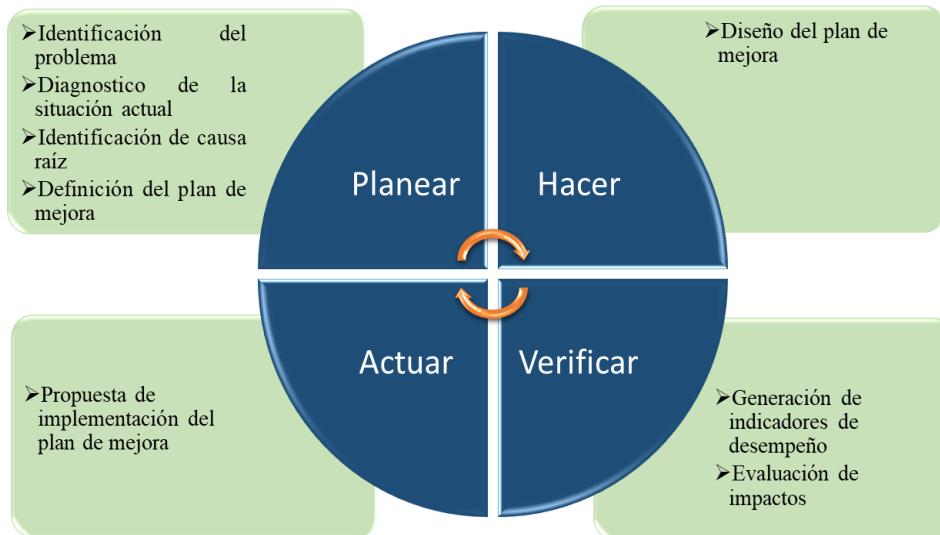 ➢Identificación del
problema
➢Diagnostico de la
situación actual
➢Identificación de causa
raíz
➢Definición del plan de
mejora
Planear
➢Diseño del plan de
mejora
Hacer
➢Propuesta de
implementación del
plan de mejora
Actuar
➢Generación de
indicadores de
desempeño
➢Evaluación de
impactos
Verificar